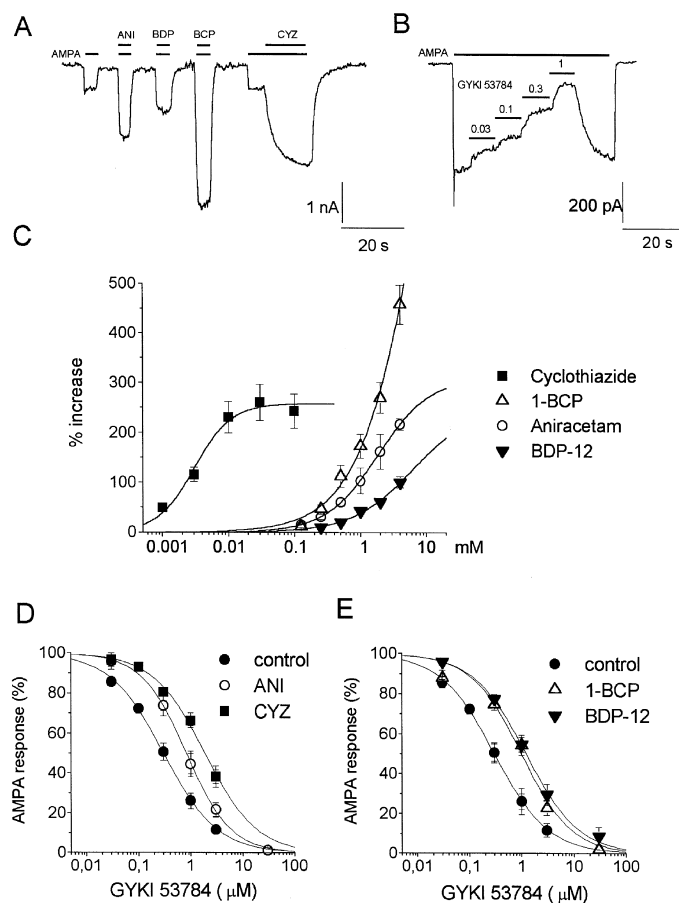 A
ANI BDP BCP CYZ
AMPA
1 nA
20 s
B
AMPA
1
GYKI 53784
0.3
0.1
0.03
200 pA
20 s
C
500
400
300
200
100
0
% increase
0.001 0.01 0.1 1 10 mM
Cyclothiazide
1-BCP
Aniracetam
BDP-12
D
100
80
60
40
20
0
AMPA response (%)
control
ANI
CYZ
0,01 0,1 1 10 100
GYKI 53784 ( μM)
E
100
80
60
40
20
0
AMPA response (%)
control
1-BCP
BDP-12
0,01 0,1 1 10 100
GYKI 53784 ( μM)